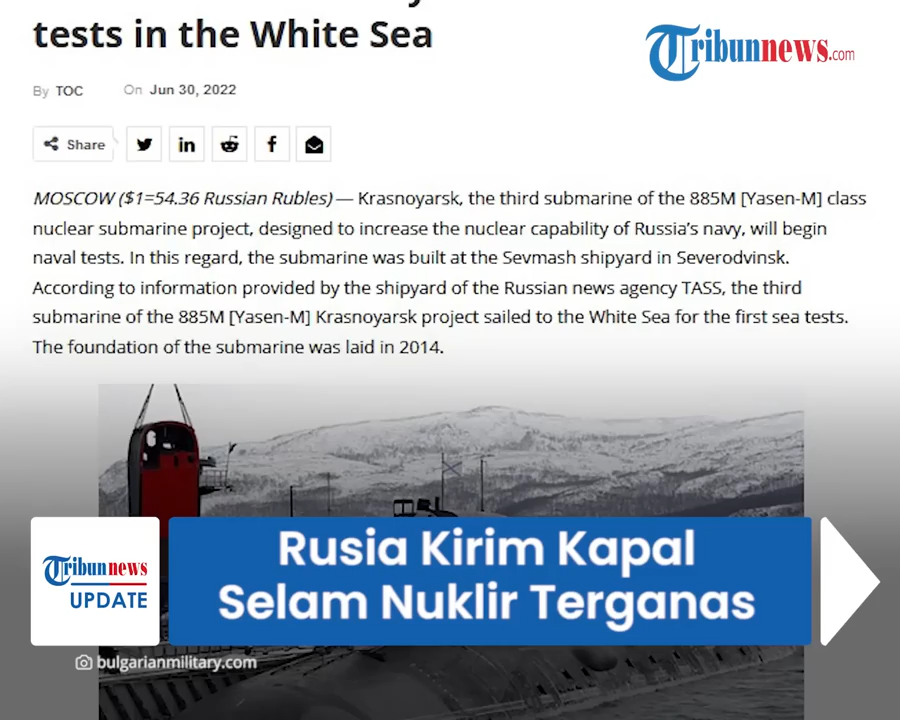 tests in the White Sea
Tribunnews.com
By TOC On Jun 30, 2022
Share
MOSCOW ($1=54.36 Russian Rubles) — Krasnoyarsk, the third submarine of the 885M [Yasen-M] class
nuclear submarine project, designed to increase the nuclear capability of Russia's navy, will begin
naval tests. In this regard, the submarine was built at the Sevmash shipyard in Severodvinsk.
According to information provided by the shipyard of the Russian news agency TASS, the third
submarine of the 885M [Yasen-M] Krasnoyarsk project sailed to the White Sea for the first sea tests.
The foundation of the submarine was laid in 2014.
Tribunnews
UPDATE
Rusia Kirim Kapal
Selam Nuklir Terganas
bulgarianmilitary.com